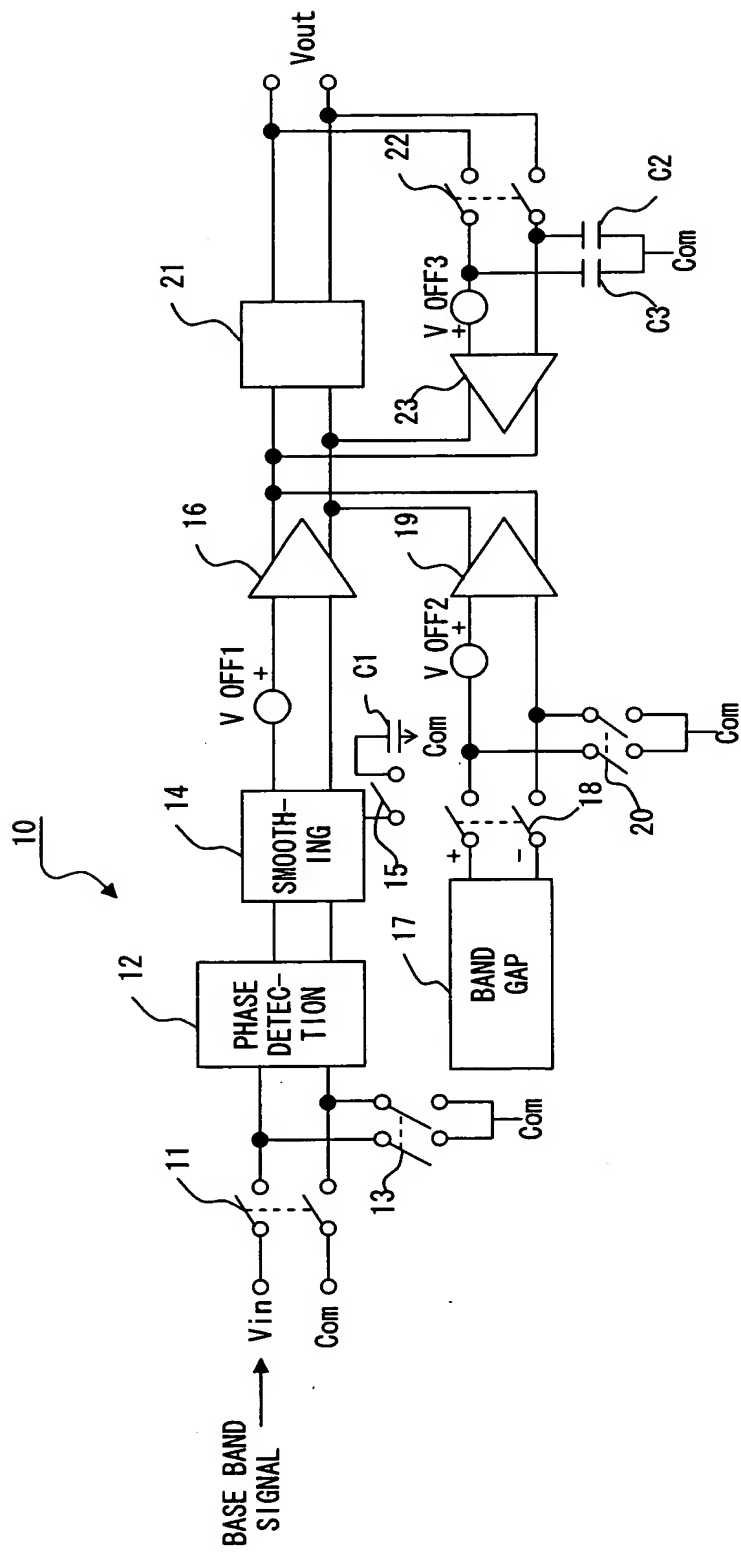 10
BASE BAND
SIGNAL
Vin
Com
11
13
Com
12
PHASE
DETEC-
TION
14
SMOOTH-
ING
15
C1
Com
V OFF1
+
16
17
BAND
GAP
+
-
18
20
Com
V OFF2
+
19
21
23
V OFF3
+
22
C3
C2
Com
Vout